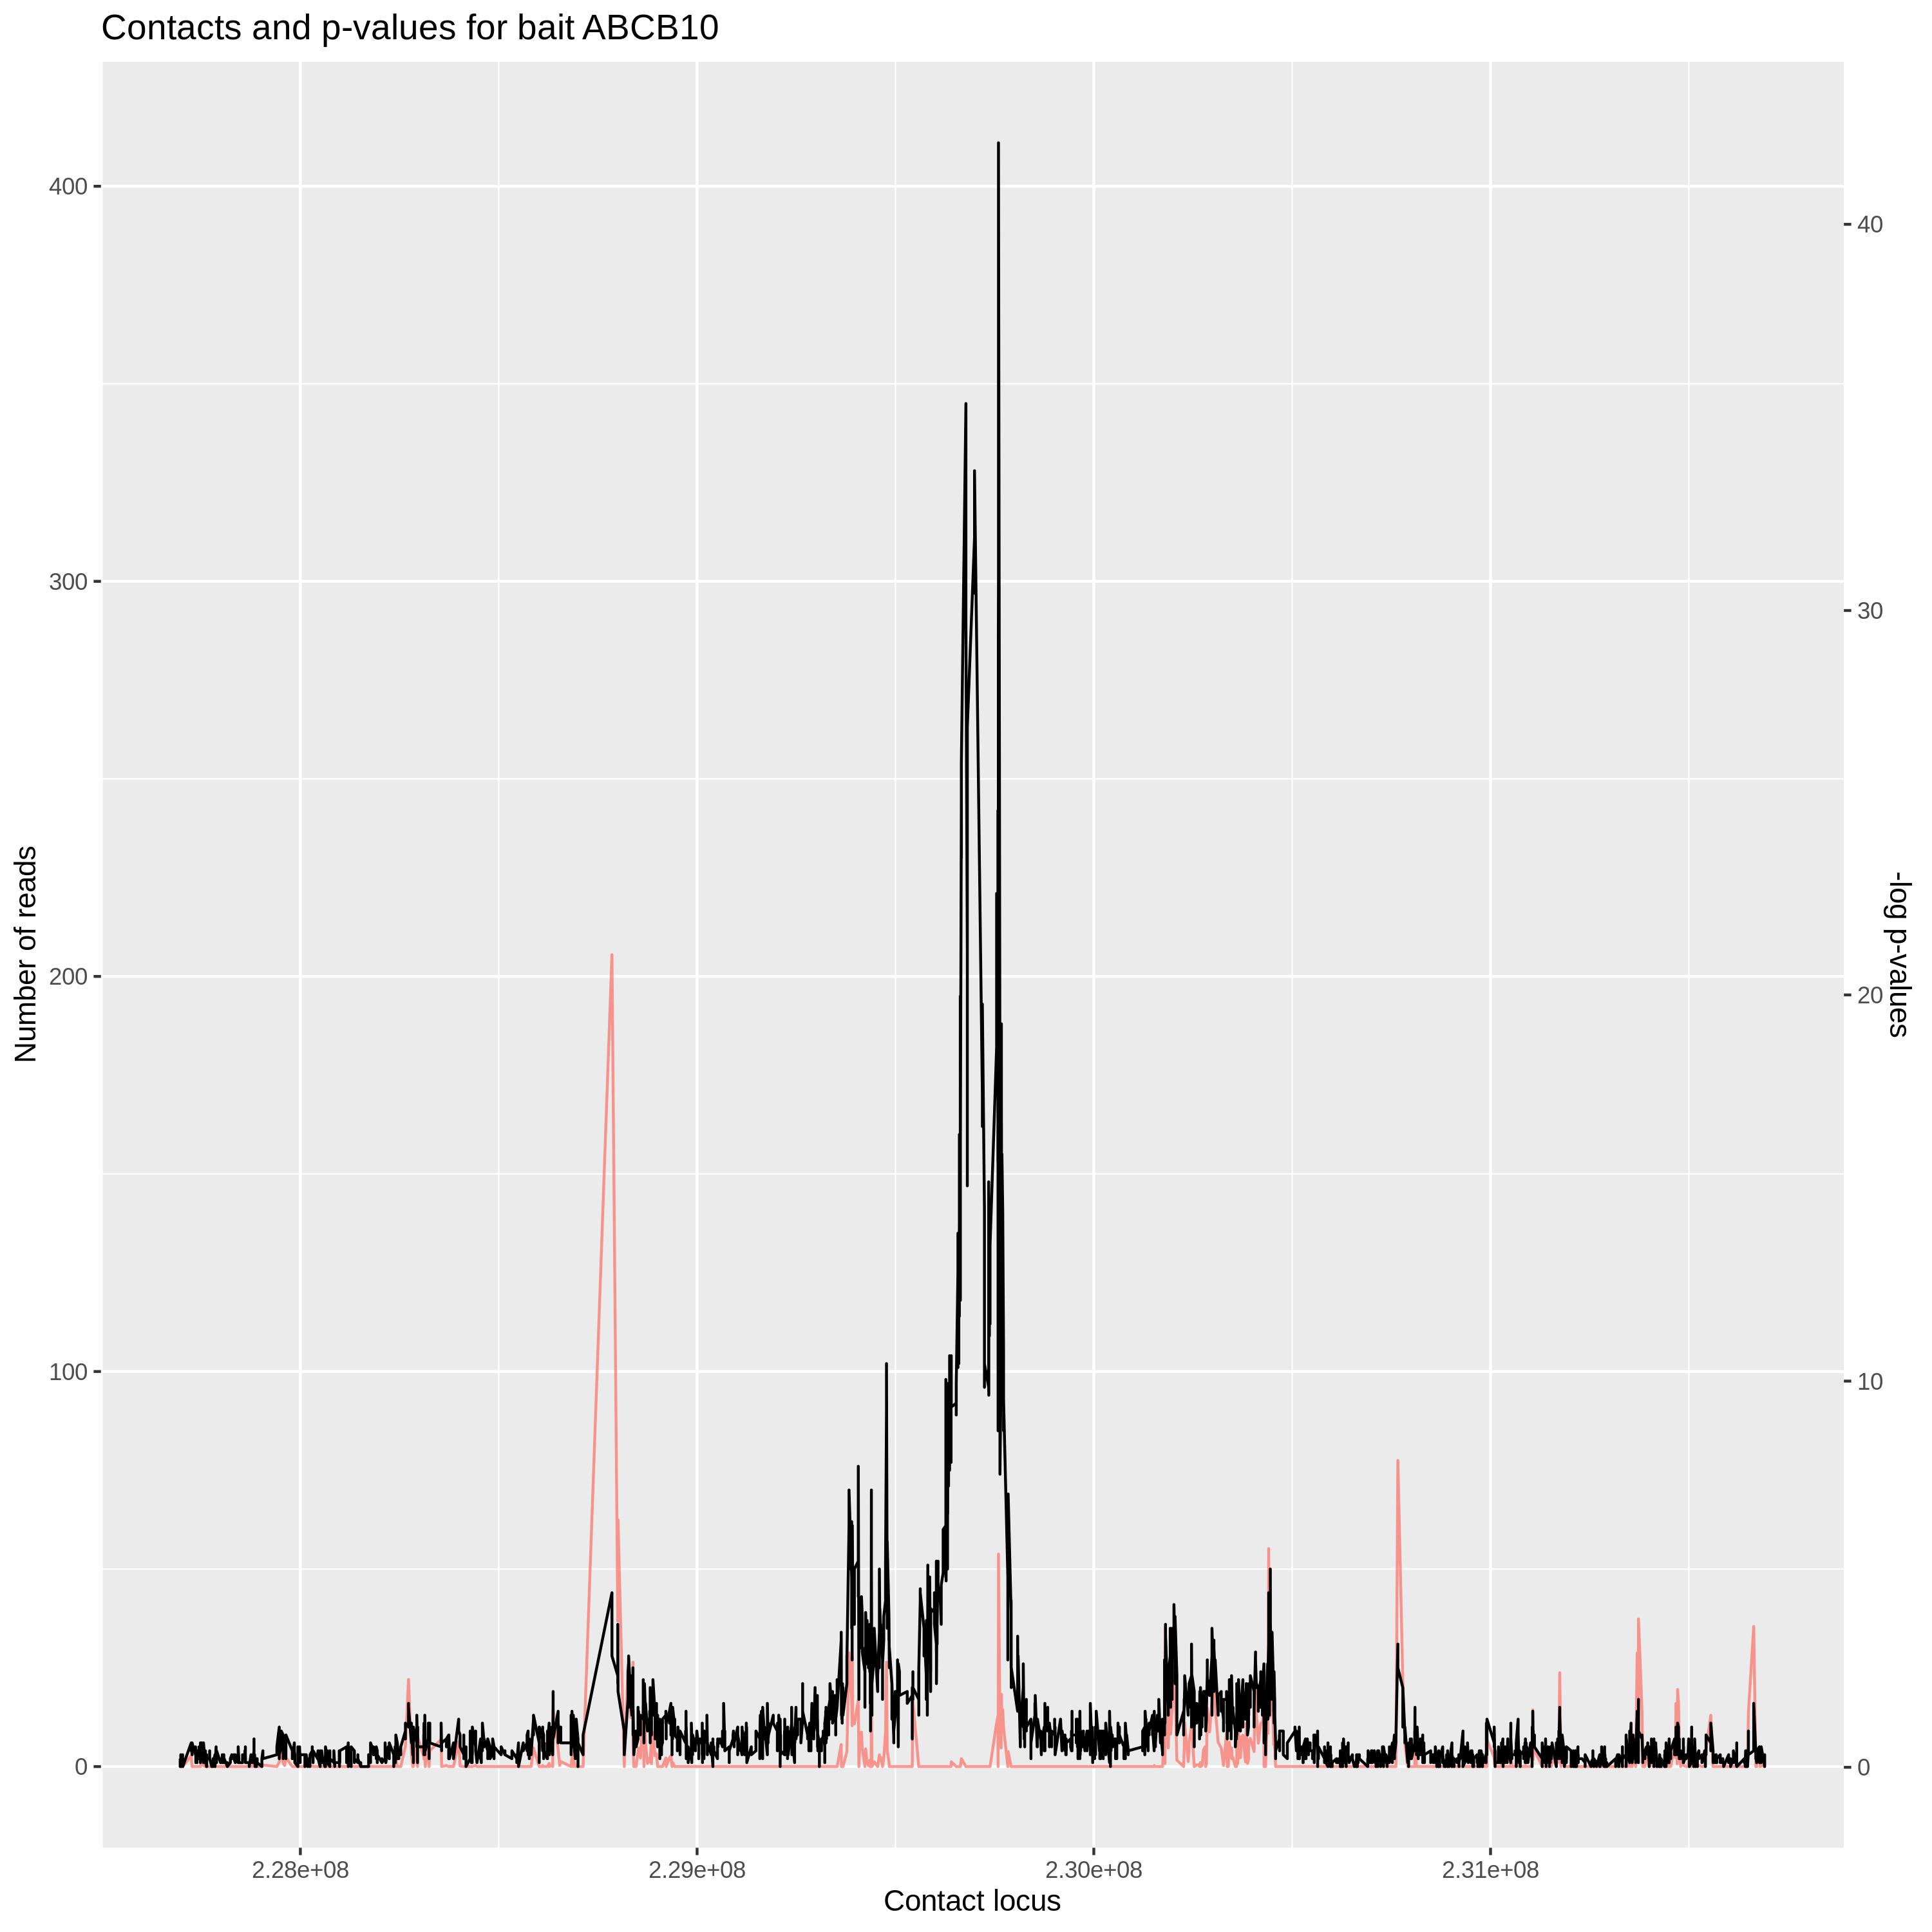 Contacts and p-values for bait ABCB10
400
300
200
100
0
40
30
20
10
0
Number of reads
-log p-values
2.28e+08
2.29e+08
2.30e+08
2.31e+08
Contact locus